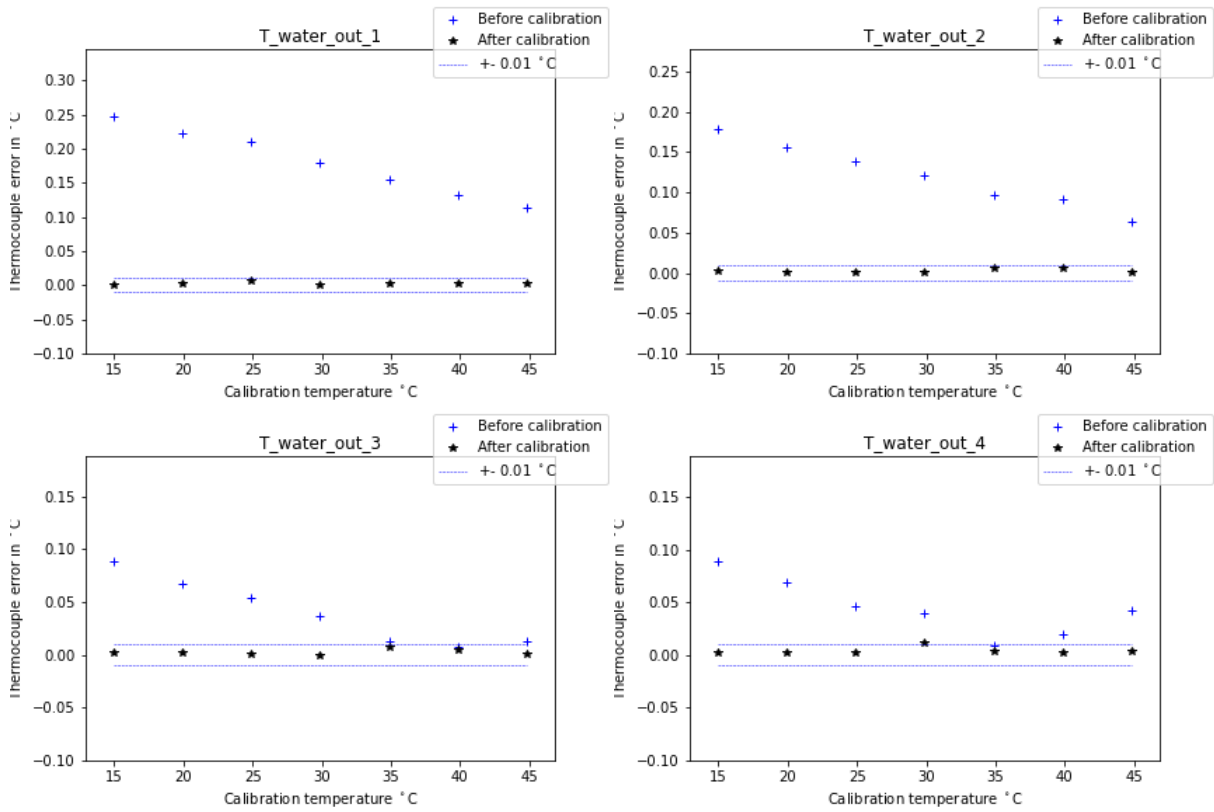 T_water_out_1
Before calibration
After calibration
+- 0.01 °C
Thermocouple error in °C
0.30
0.25
0.20
0.15
0.10
0.05
0.00
−0.05
−0.10
15 20 25 30 35 40 45
Calibration temperature °C
T_water_out_2
Before calibration
After calibration
+- 0.01 °C
Thermocouple error in °C
0.25
0.20
0.15
0.10
0.05
0.00
−0.05
−0.10
15 20 25 30 35 40 45
Calibration temperature °C
T_water_out_3
Before calibration
After calibration
+- 0.01 °C
Thermocouple error in °C
0.15
0.10
0.05
0.00
−0.05
−0.10
15 20 25 30 35 40 45
Calibration temperature °C
T_water_out_4
Before calibration
After calibration
+- 0.01 °C
Thermocouple error in °C
0.15
0.10
0.05
0.00
−0.05
−0.10
15 20 25 30 35 40 45
Calibration temperature °C